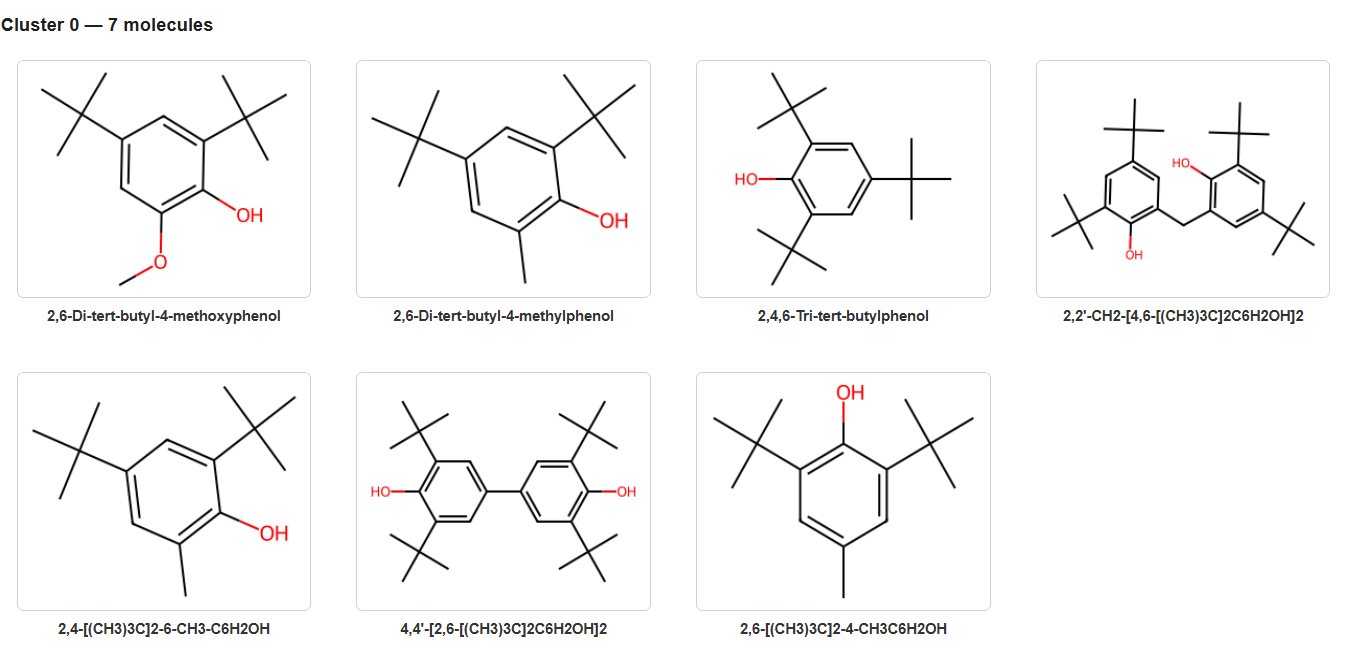 Cluster 0 — 7 molecules
OH
O
2,6-Di-tert-butyl-4-methoxyphenol
OH
2,6-Di-tert-butyl-4-methylphenol
HO
2,4,6-Tri-tert-butylphenol
HO
OH
2,2'-CH2-[4,6-[(CH3)3C]2C6H2OH]2
OH
2,4-[(CH3)3C]2-6-CH3-C6H2OH
HO
OH
4,4'-[2,6-[(CH3)3C]2C6H2OH]2
OH
2,6-[(CH3)3C]2-4-CH3C6H2OH